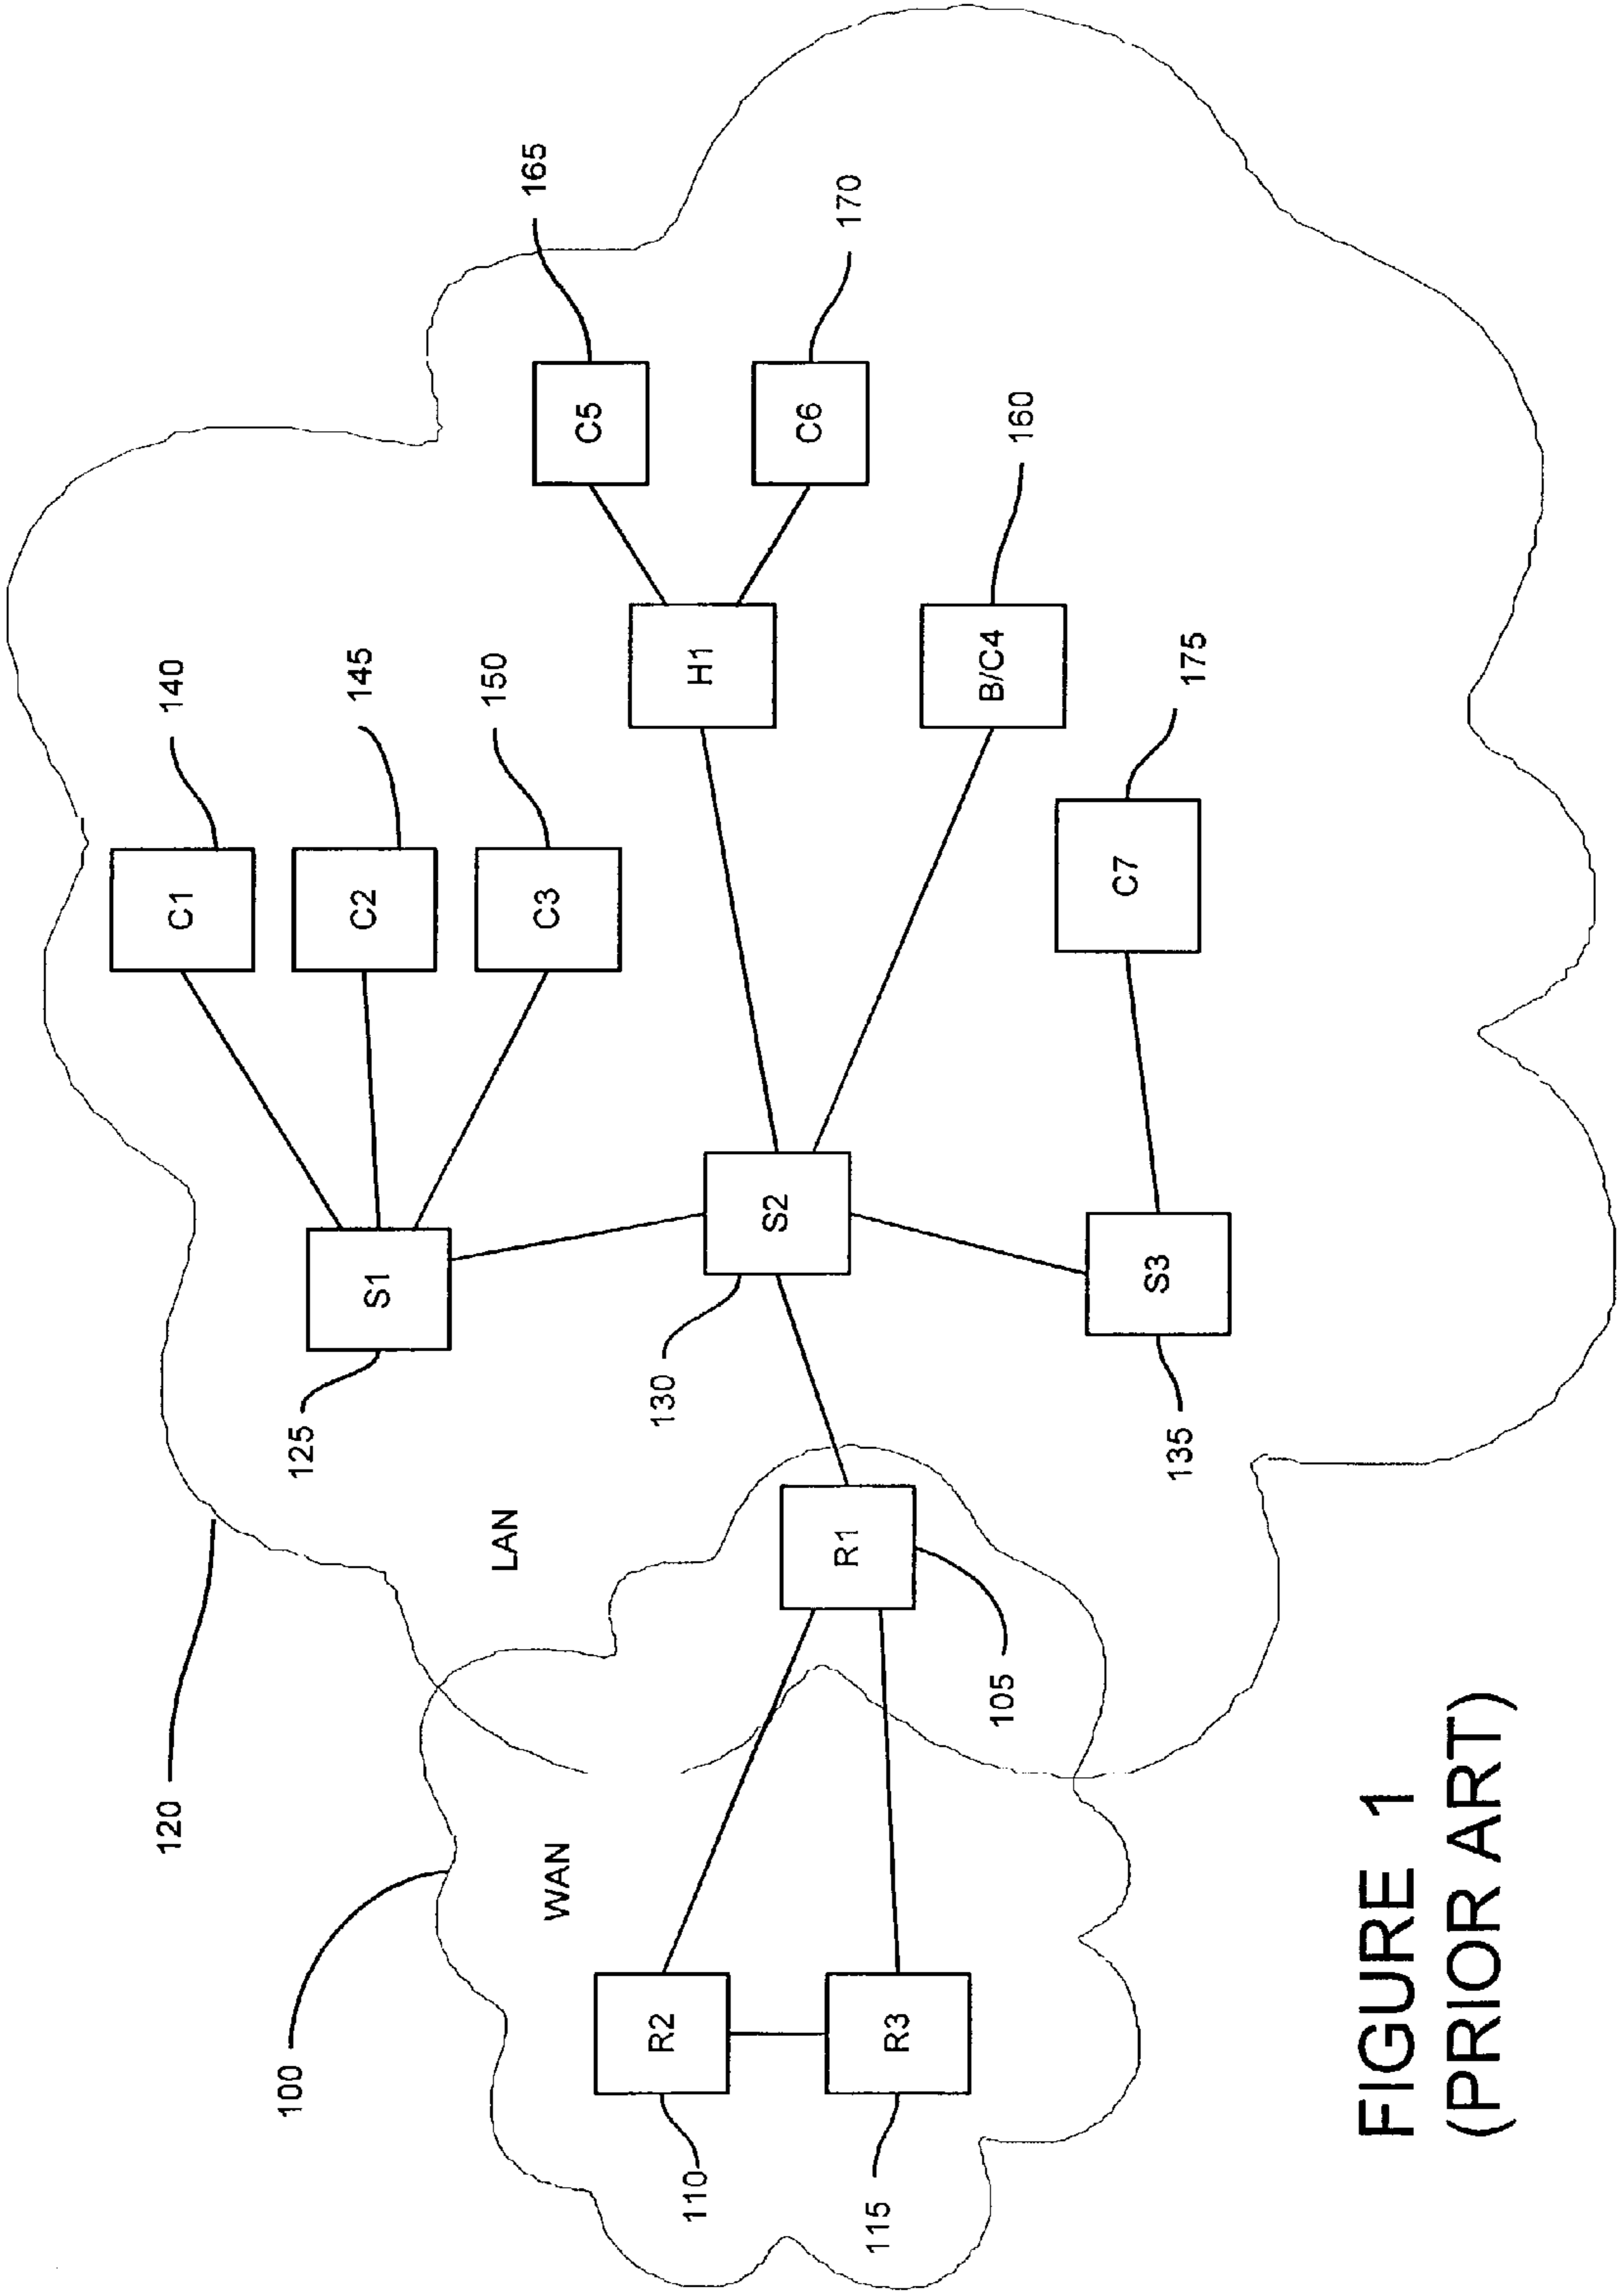 120
100
WAN
LAN
R2
110
R3
115
R1
105
S1
125
S2
130
S3
135
C1
140
C2
145
C3
150
H1
C5
165
C6
170
B/C4
160
C7
175
FIGURE 1
(PRIOR ART)